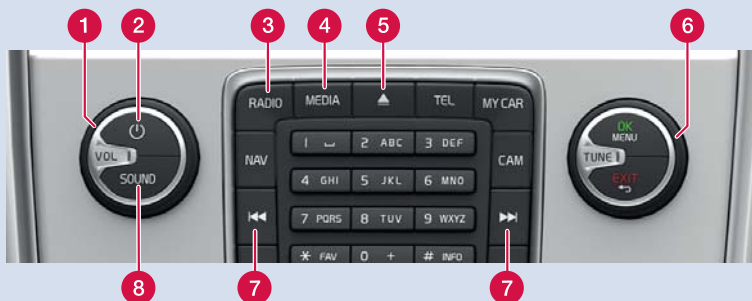 1 2 3 4 5 6
RADIO MEDIA TEL MY CAR
VOL
SOUND
NAV 1 2 ABC 3 DEF CAM
4 GHI 5 JKL 6 MNO
7 PQRS 8 TUV 9 WXYZ
* FAV 0 + # INFO
OK
MENU
TUNE
EXIT
8 7 7